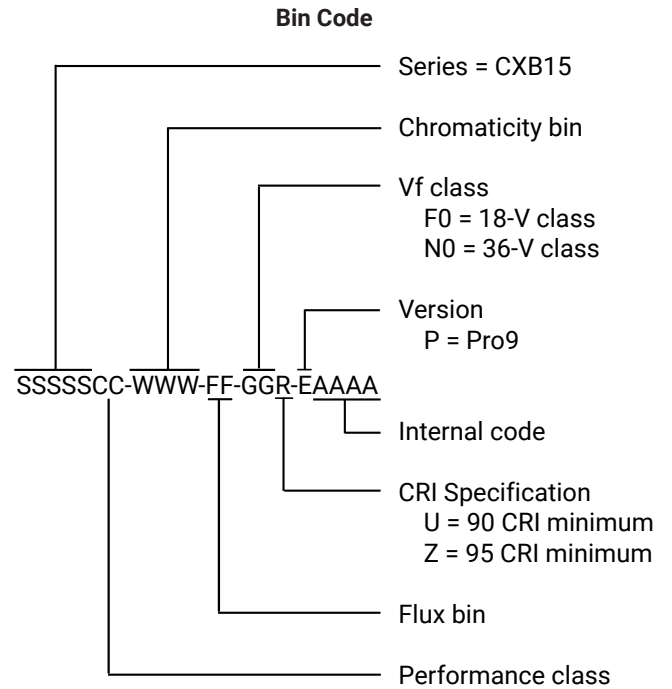 Bin Code
Series = CXB15
Chromaticity bin
Vf class
F0 = 18-V class
N0 = 36-V class
Version
P = Pro9
SSSSSCC-WWW-FF-GGR-EAAAA
Internal code
CRI Specification
U = 90 CRI minimum
Z = 95 CRI minimum
Flux bin
Performance class